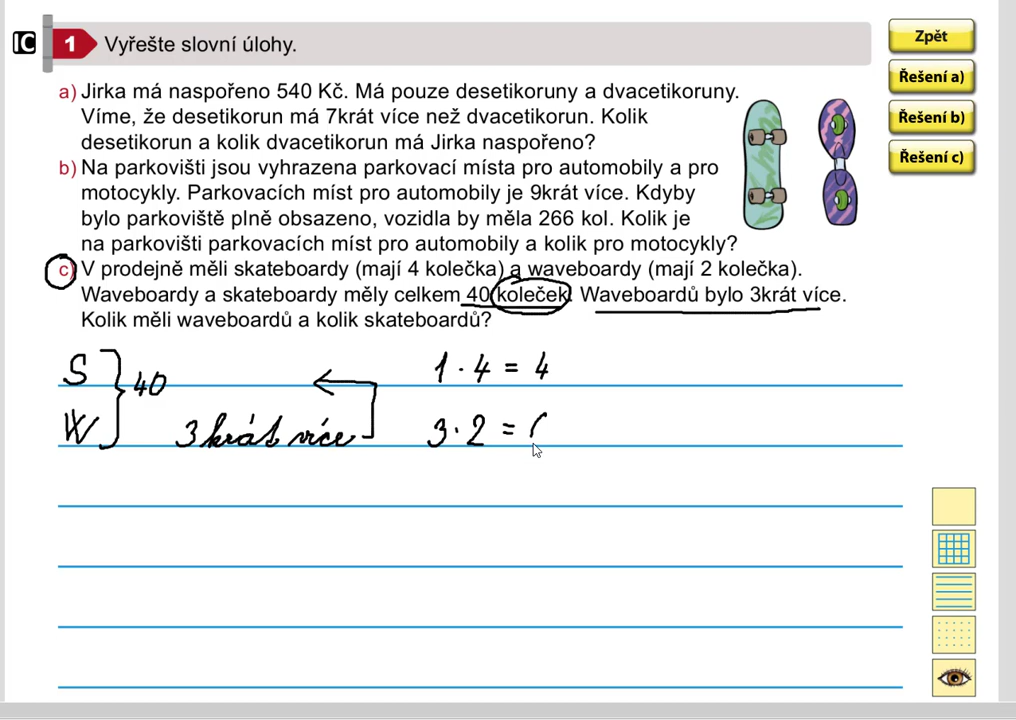 IC
1 Vyřešte slovní úlohy.
Zpět
Řešení a)
Řešení b)
Řešení c)
a) Jirka má naspořeno 540 Kč. Má pouze desetikoruny a dvacetikoruny.
Víme, že desetikorun má 7krát více než dvacetikorun. Kolik
desetikorun a kolik dvacetikorun má Jirka naspořeno?
b) Na parkovišti jsou vyhrazena parkovací místa pro automobily a pro
motocykly. Parkovacích míst pro automobily je 9krát více. Kdyby
bylo parkoviště plně obsazeno, vozidla by měla 266 kol. Kolik je
na parkovišti parkovacích míst pro automobily a kolik pro motocykly?
c) V prodejně měli skateboardy (mají 4 kolečka) a waveboardy (mají 2 kolečka).
Waveboardy a skateboardy měly celkem 40 koleček. Waveboardů bylo 3krát více.
Kolik měli waveboardů a kolik skateboardů?
S } 40 1 · 4 = 4
W 3krát více 3 · 2 =